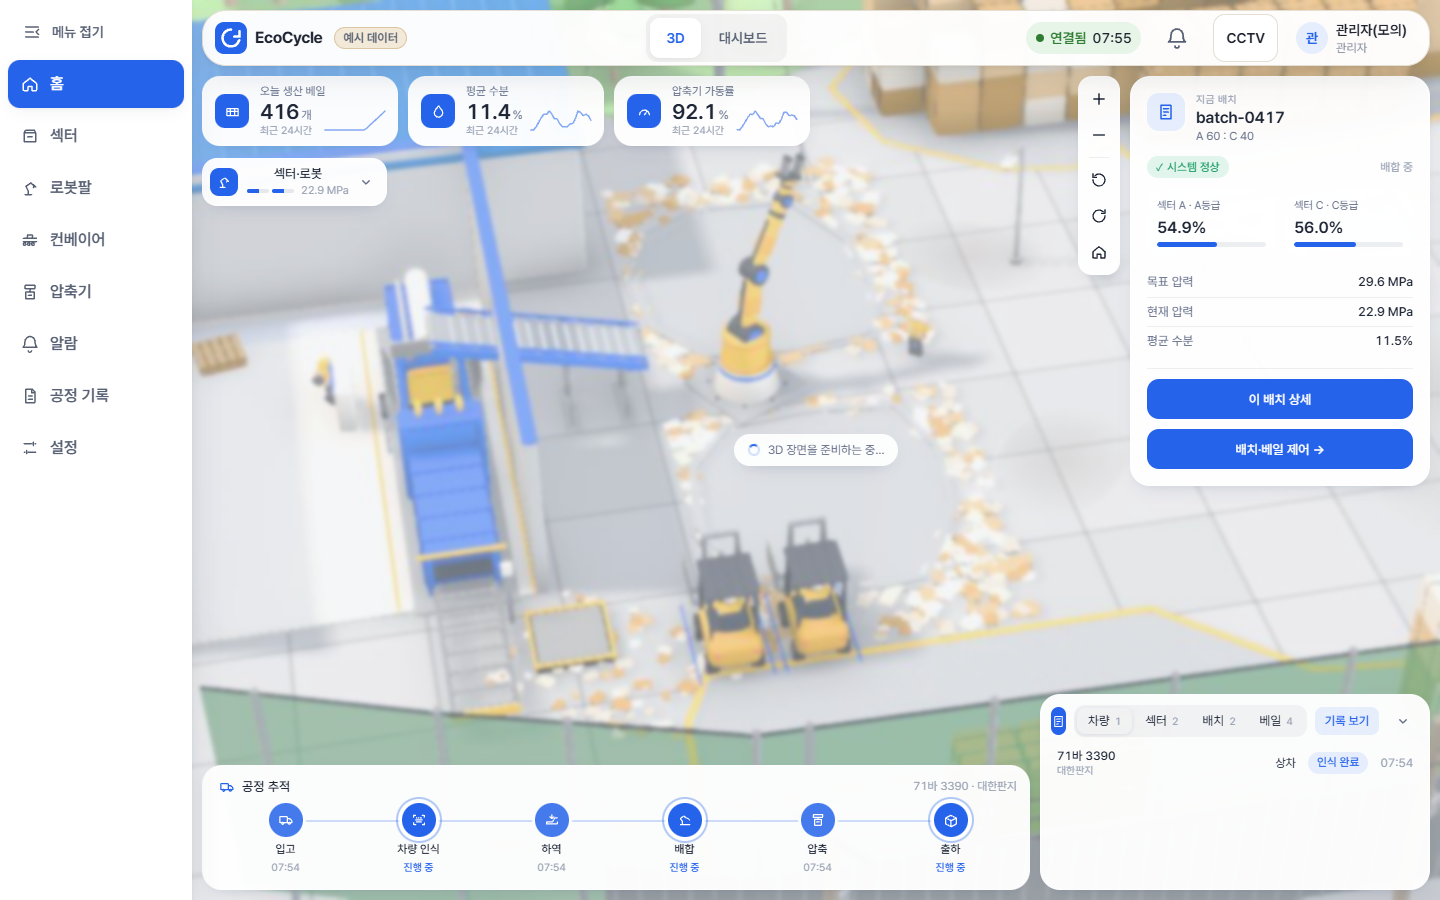 메뉴 접기
홈
섹터
로봇팔
컨베이어
압축기
알람
공정 기록
설정
EcoCycle
예시 데이터
3D
대시보드
연결됨 07:55
CCTV
관
관리자(모의)
관리자
오늘 생산 베일
416개
최근 24시간
평균 수분
11.4%
최근 24시간
압축기 가동률
92.1%
최근 24시간
섹터·로봇
22.9 MPa
지금 배치
batch-0417
A 60 : C 40
✓ 시스템 정상
배합 중
섹터 A · A등급
54.9%
섹터 C · C등급
56.0%
목표 압력 29.6 MPa
현재 압력 22.9 MPa
평균 수분 11.5%
이 배치 상세
배치·베일 제어 →
3D 장면을 준비하는 중...
공정 추적
71바 3390 · 대한판지
입고
07:54
차량 인식
진행 중
하역
07:54
배합
진행 중
압축
07:54
출하
진행 중
차량 1
섹터 2
배치 2
베일 4
기록 보기
71바 3390
대한판지
상차
인식 완료
07:54